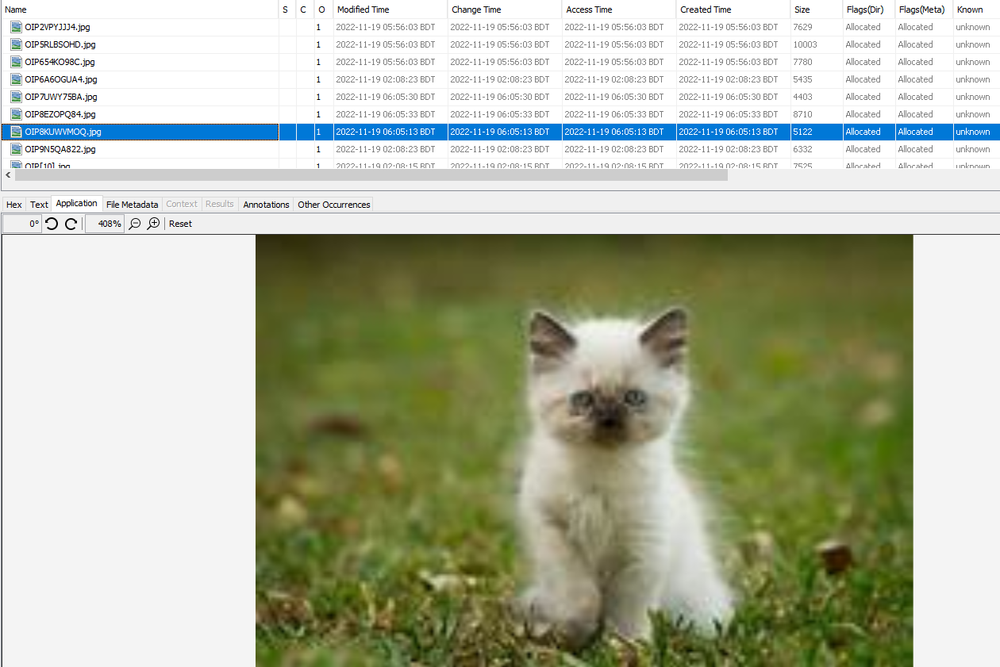 Name S C O Modified Time Change Time Access Time Created Time Size Flags(Dir) Flags(Meta) Known
OIP2VPYJJJ4.jpg 1 2022-11-19 05:56:03 BDT 2022-11-19 05:56:03 BDT 2022-11-19 05:56:03 BDT 2022-11-19 05:56:03 BDT 7629 Allocated Allocated unknown
OIP5RLBSOHD.jpg 1 2022-11-19 05:56:03 BDT 2022-11-19 05:56:03 BDT 2022-11-19 05:56:03 BDT 2022-11-19 05:56:03 BDT 10003 Allocated Allocated unknown
OIP654KO98C.jpg 1 2022-11-19 05:56:03 BDT 2022-11-19 05:56:03 BDT 2022-11-19 05:56:03 BDT 2022-11-19 05:56:03 BDT 7780 Allocated Allocated unknown
OIP6A6OGUA4.jpg 1 2022-11-19 02:08:23 BDT 2022-11-19 02:08:23 BDT 2022-11-19 02:08:23 BDT 2022-11-19 02:08:23 BDT 5435 Allocated Allocated unknown
OIP7UWY75BA.jpg 1 2022-11-19 06:05:30 BDT 2022-11-19 06:05:30 BDT 2022-11-19 06:05:30 BDT 2022-11-19 06:05:30 BDT 4403 Allocated Allocated unknown
OIP8EZOPQ84.jpg 1 2022-11-19 06:05:33 BDT 2022-11-19 06:05:33 BDT 2022-11-19 06:05:33 BDT 2022-11-19 06:05:33 BDT 8710 Allocated Allocated unknown
OIP8KUWVMOQ.jpg 1 2022-11-19 06:05:13 BDT 2022-11-19 06:05:13 BDT 2022-11-19 06:05:13 BDT 2022-11-19 06:05:13 BDT 5122 Allocated Allocated unknown
OIP9N5QA822.jpg 1 2022-11-19 02:08:23 BDT 2022-11-19 02:08:23 BDT 2022-11-19 02:08:23 BDT 2022-11-19 02:08:23 BDT 6332 Allocated Allocated unknown
OIP[10].jpg 1 2022-11-19 02:08:15 BDT 2022-11-19 02:08:15 BDT 2022-11-19 02:08:15 BDT 2022-11-19 02:08:15 BDT 7525 Allocated Allocated unknown
Hex Text Application File Metadata Context Results Annotations Other Occurrences
0° 408% Reset